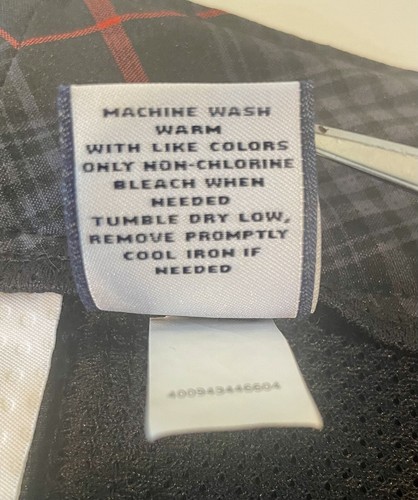 MACHINE WASH
WARM
WITH LIKE COLORS
ONLY NON-CHLORINE
BLEACH WHEN
NEEDED
TUMBLE DRY LOW,
REMOVE PROMPTLY
COOL IRON IF
NEEDED
400943446604